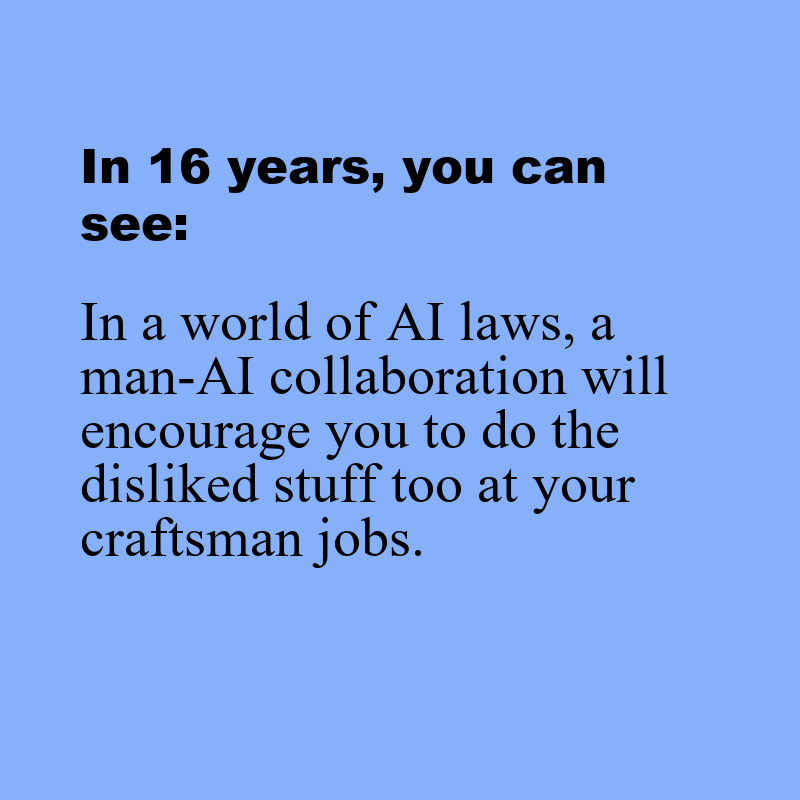 In 16 years, you can
see:
In a world of AI laws, a
man-AI collaboration will
encourage you to do the
disliked stuff too at your
craftsman jobs.